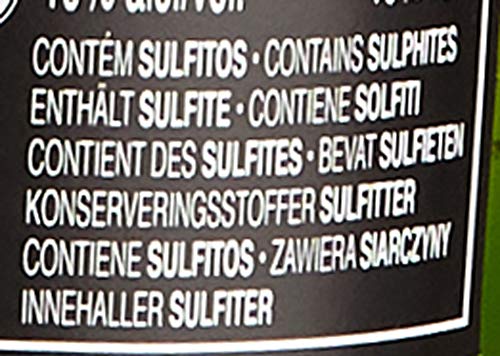 CONTÉM SULFITOS · CONTAINS SULPHITES
ENTHÄLT SULFITE · CONTIENE SOLFITI
CONTIENT DES SULFITES · BEVAT SULFIETEN
KONSERVERINGSSTOFFER SULFITTER
CONTIENE SULFITOS · ZAWIERA SIARCZYNY
INNEHALLER SULFITER